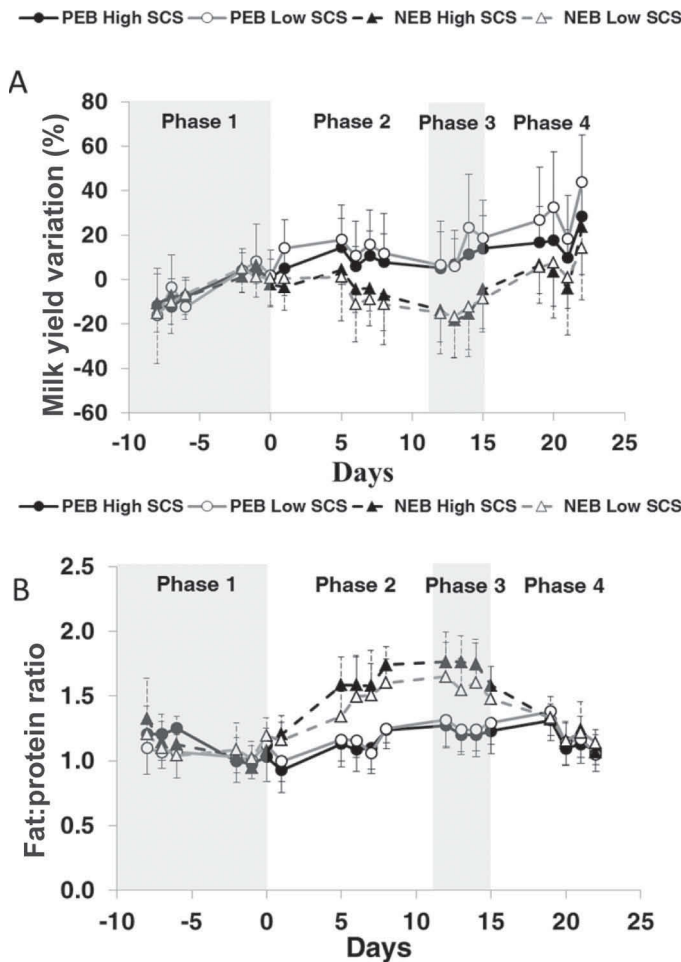 PEB High SCS PEB Low SCS NEB High SCS NEB Low SCS
A
Milk yield variation (%)
80
60
40
20
0
-20
-40
-60
Phase 1 Phase 2 Phase 3 Phase 4
-10 -5 0 5 10 15 20 25
Days
PEB High SCS PEB Low SCS NEB High SCS NEB Low SCS
B
Fat:protein ratio
2.5
2.0
1.5
1.0
0.5
0.0
Phase 1 Phase 2 Phase 3 Phase 4
-10 -5 0 5 10 15 20 25
Days